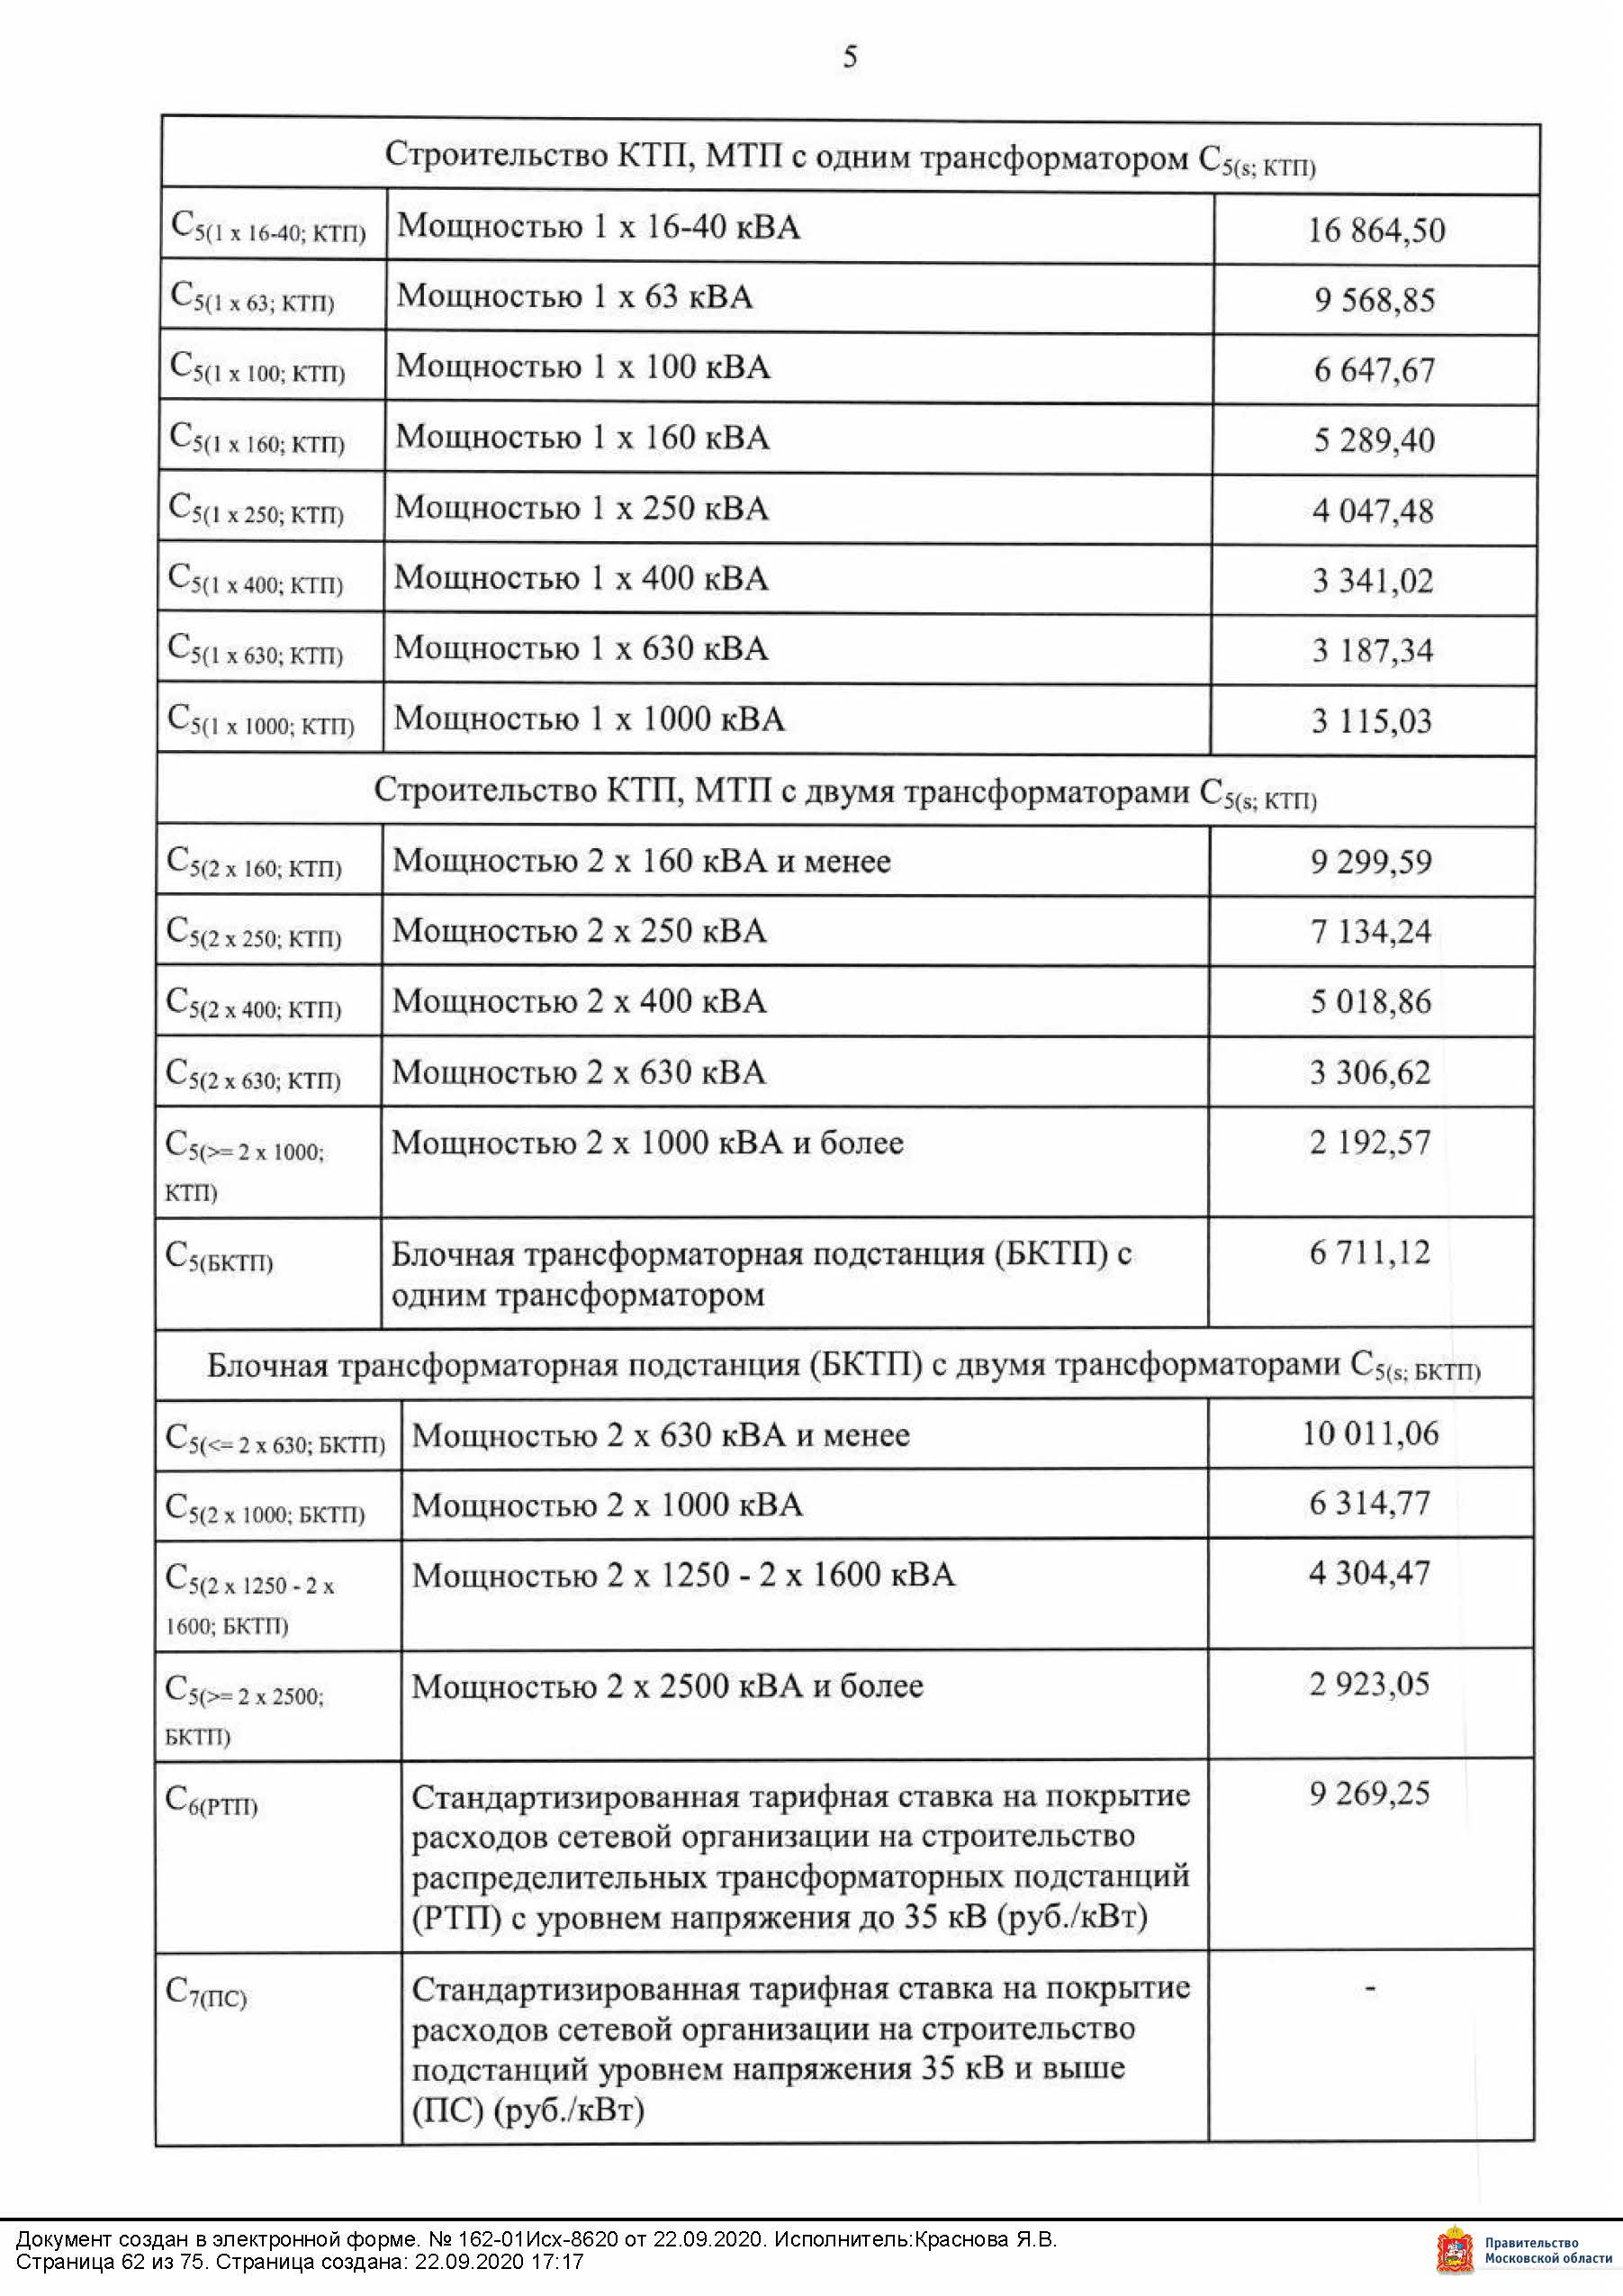 5
Строительство КТП, МТП с одним трансформатором С5(s; КТП)
С5(1 х 16-40; КТП) Мощностью 1 х 16-40 кВА 16 864,50
С5(1 х 63; КТП) Мощностью 1 х 63 кВА 9 568,85
С5(1 х 100; КТП) Мощностью 1 х 100 кВА 6 647,67
С5(1 х 160; КТП) Мощностью 1 х 160 кВА 5 289,40
С5(1 х 250; КТП) Мощностью 1 х 250 кВА 4 047,48
С5(1 х 400; КТП) Мощностью 1 х 400 кВА 3 341,02
С5(1 х 630; КТП) Мощностью 1 х 630 кВА 3 187,34
С5(1 х 1000; КТП) Мощностью 1 х 1000 кВА 3 115,03
Строительство КТП, МТП с двумя трансформаторами С5(s; КТП)
С5(2 х 160; КТП) Мощностью 2 х 160 кВА и менее 9 299,59
С5(2 х 250; КТП) Мощностью 2 х 250 кВА 7 134,24
С5(2 х 400; КТП) Мощностью 2 х 400 кВА 5 018,86
С5(2 х 630; КТП) Мощностью 2 х 630 кВА 3 306,62
С5(>= 2 х 1000; Мощностью 2 х 1000 кВА и более 2 192,57
КТП)
С5(БКТП) Блочная трансформаторная подстанция (БКТП) с 6 711,12
одним трансформатором
Блочная трансформаторная подстанция (БКТП) с двумя трансформаторами С5(s; БКТП)
С5(<= 2 х 630; БКТП) Мощностью 2 х 630 кВА и менее 10 011,06
С5(2 х 1000; БКТП) Мощностью 2 х 1000 кВА 6 314,77
С5(2 х 1250 - 2 х Мощностью 2 х 1250 - 2 х 1600 кВА 4 304,47
1600; БКТП)
С5(>= 2 х 2500; Мощностью 2 х 2500 кВА и более 2 923,05
БКТП)
С6(РТП) Стандартизированная тарифная ставка на покрытие 9 269,25
расходов сетевой организации на строительство
распределительных трансформаторных подстанций
(РТП) с уровнем напряжения до 35 кВ (руб./кВт)
С7(ПС) Стандартизированная тарифная ставка на покрытие -
расходов сетевой организации на строительство
подстанций уровнем напряжения 35 кВ и выше
(ПС) (руб./кВт)
Документ создан в электронной форме. № 162-01Исх-8620 от 22.09.2020. Исполнитель:Краснова Я.В.
Страница 62 из 75. Страница создана: 22.09.2020 17:17
Правительство
Московской области